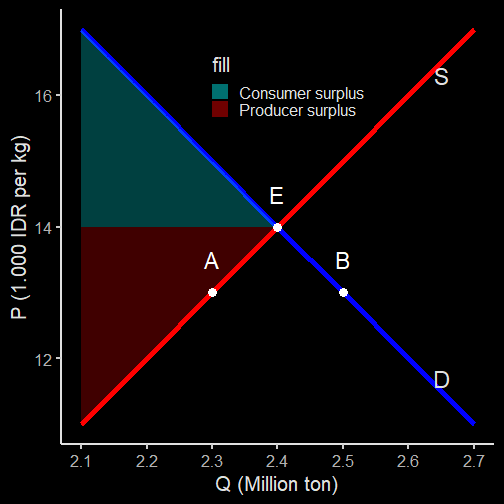 fill
Consumer surplus
Producer surplus
S
E
A
B
D
16
14
12
P (1.000 IDR per kg)
2.1 2.2 2.3 2.4 2.5 2.6 2.7
Q (Million ton)